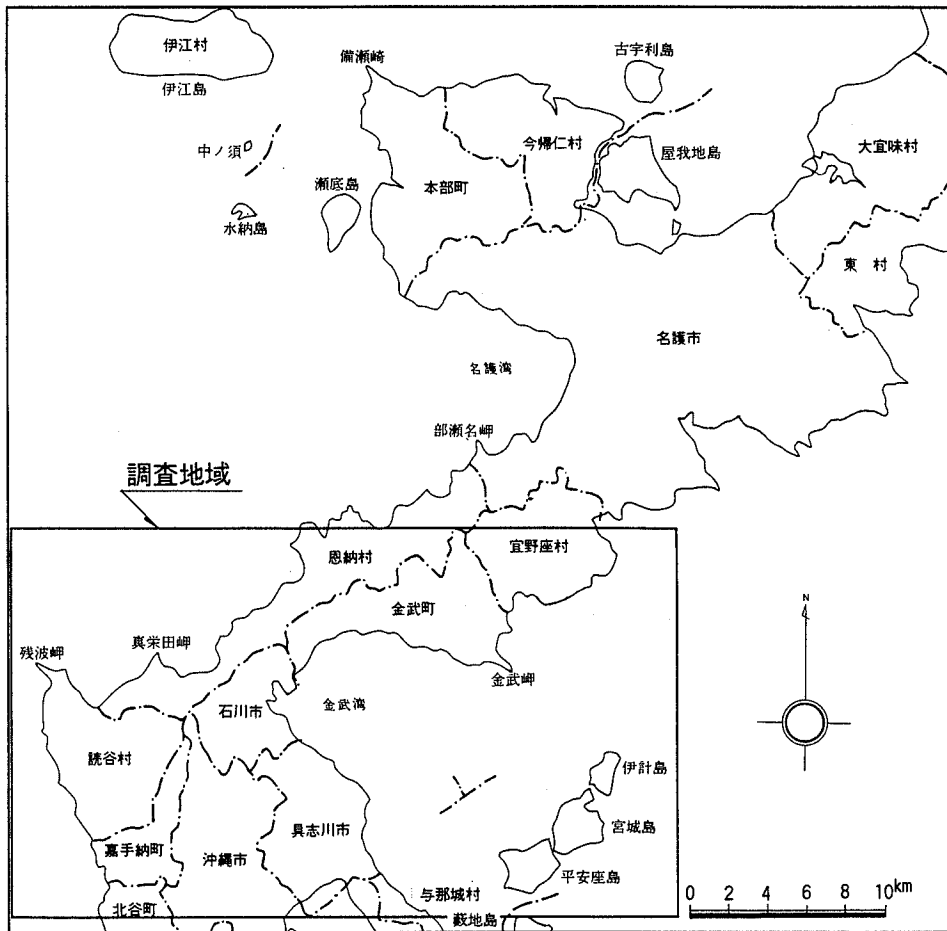 伊江村
伊江島
備瀬崎
古宇利島
中ノ須
瀬底島
水納島
本部町
今帰仁村
屋我地島
大宜味村
東 村
名護市
名護湾
部瀬名岬
調査地域
恩納村
宜野座村
金武町
残波岬
真栄田岬
金武岬
石川市
金武湾
読谷村
伊計島
宮城島
嘉手納町
沖縄市
具志川市
平安座島
北谷町
与那城村
藪地島
N
0 2 4 6 8 10km